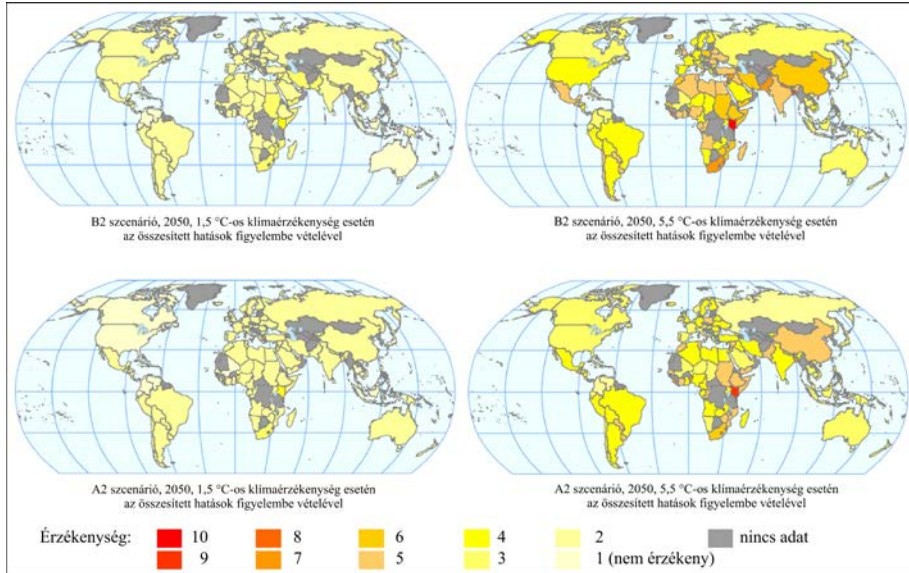 B2 szcenárió, 2050, 1,5 °C-os klímaérzékenység esetén
az összesített hatások figyelembe vételével
B2 szcenárió, 2050, 5,5 °C-os klímaérzékenység esetén
az összesített hatások figyelembe vételével
A2 szcenárió, 2050, 1,5 °C-os klímaérzékenység esetén
az összesített hatások figyelembe vételével
A2 szcenárió, 2050, 5,5 °C-os klímaérzékenység esetén
az összesített hatások figyelembe vételével
Érzékenység: 10 8 6 4 2 nincs adat
9 7 5 3 1 (nem érzékeny)